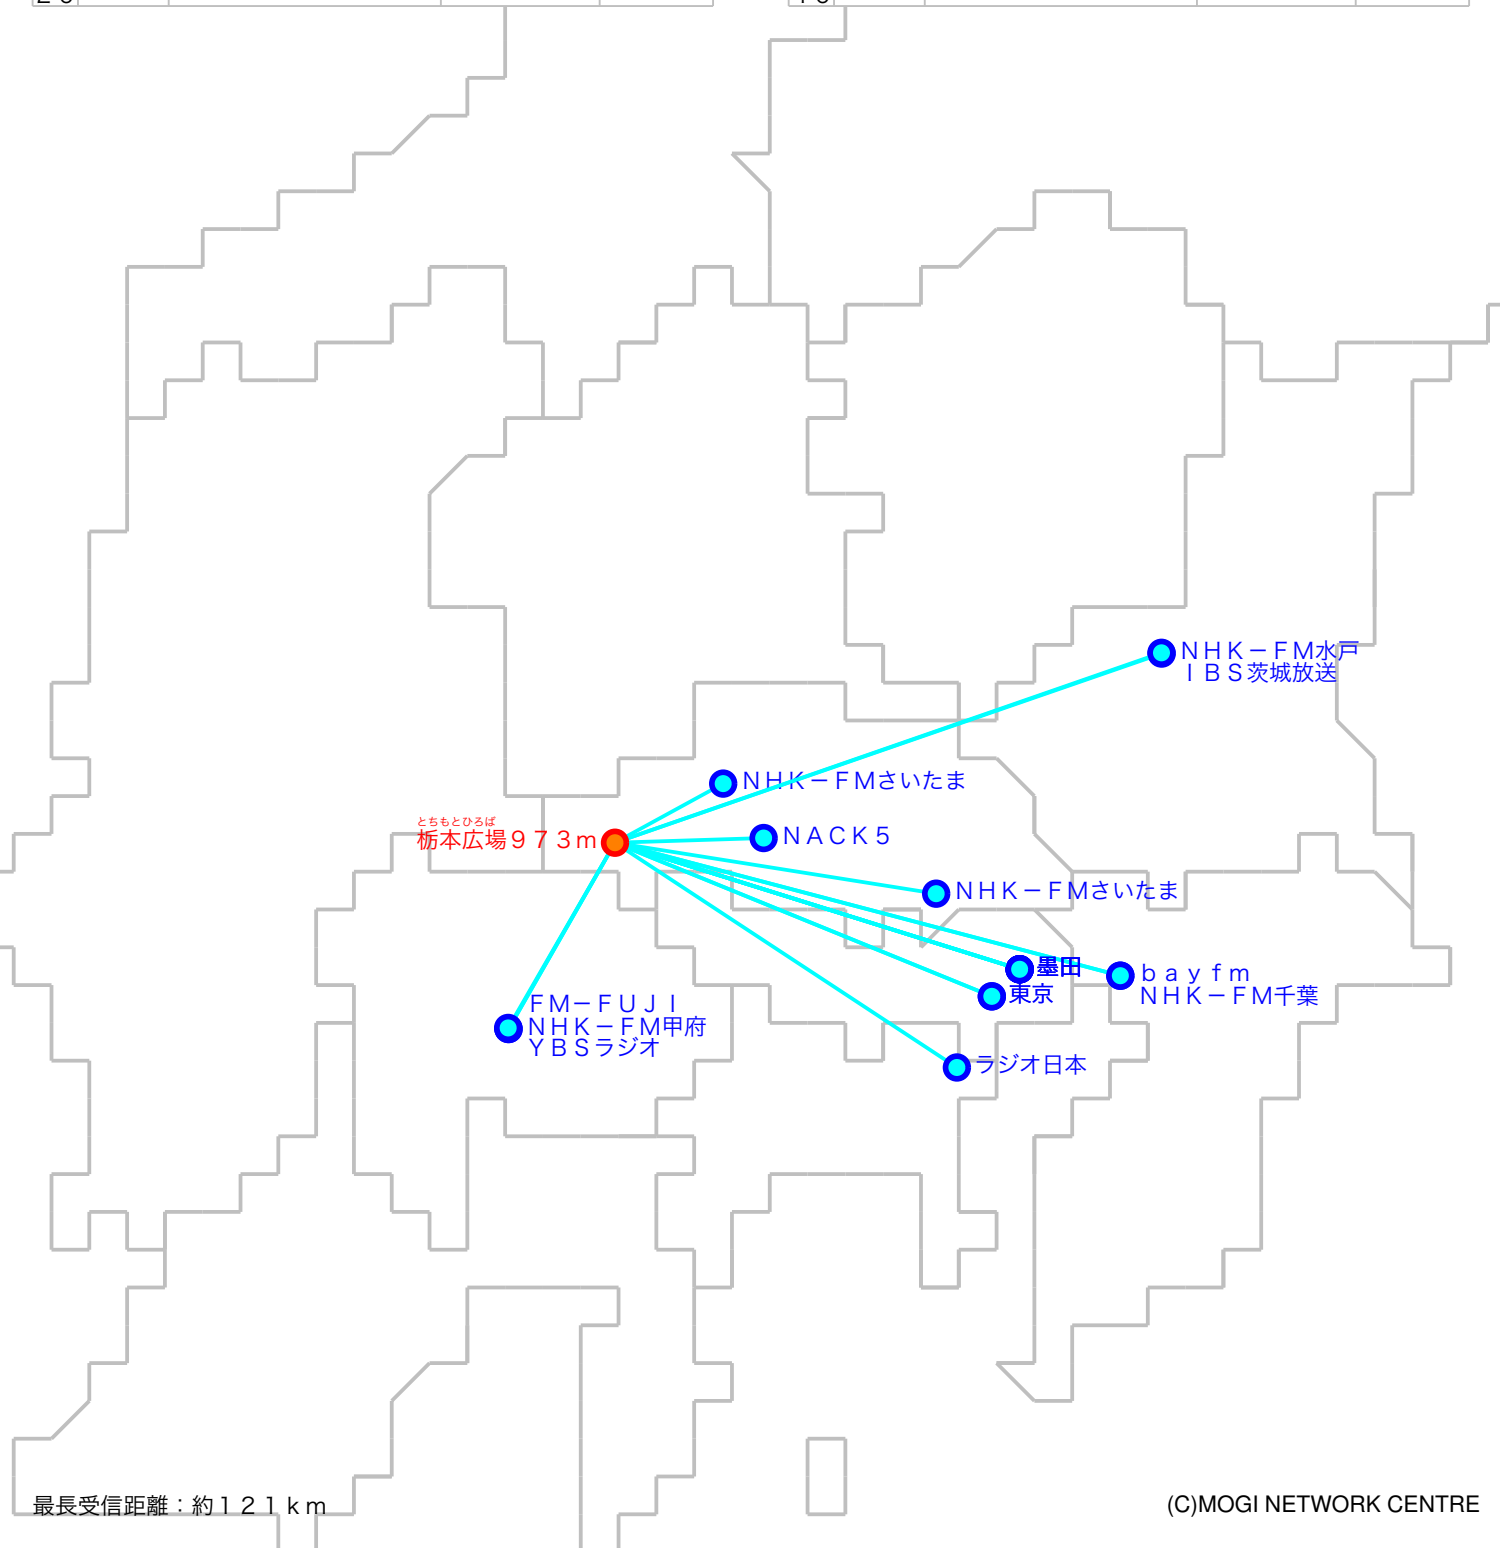 NHK-FM水戸
IBS茨城放送
NHK-FMさいたま
とちもとひろば
栃本広場973m
NACK5
NHK-FMさいたま
墨田
bayfm
東京
NHK-FM千葉
FM-FUJI
NHK-FM甲府
YBSラジオ
ラジオ日本
最長受信距離:約121km
(C)MOGI NETWORK CENTRE